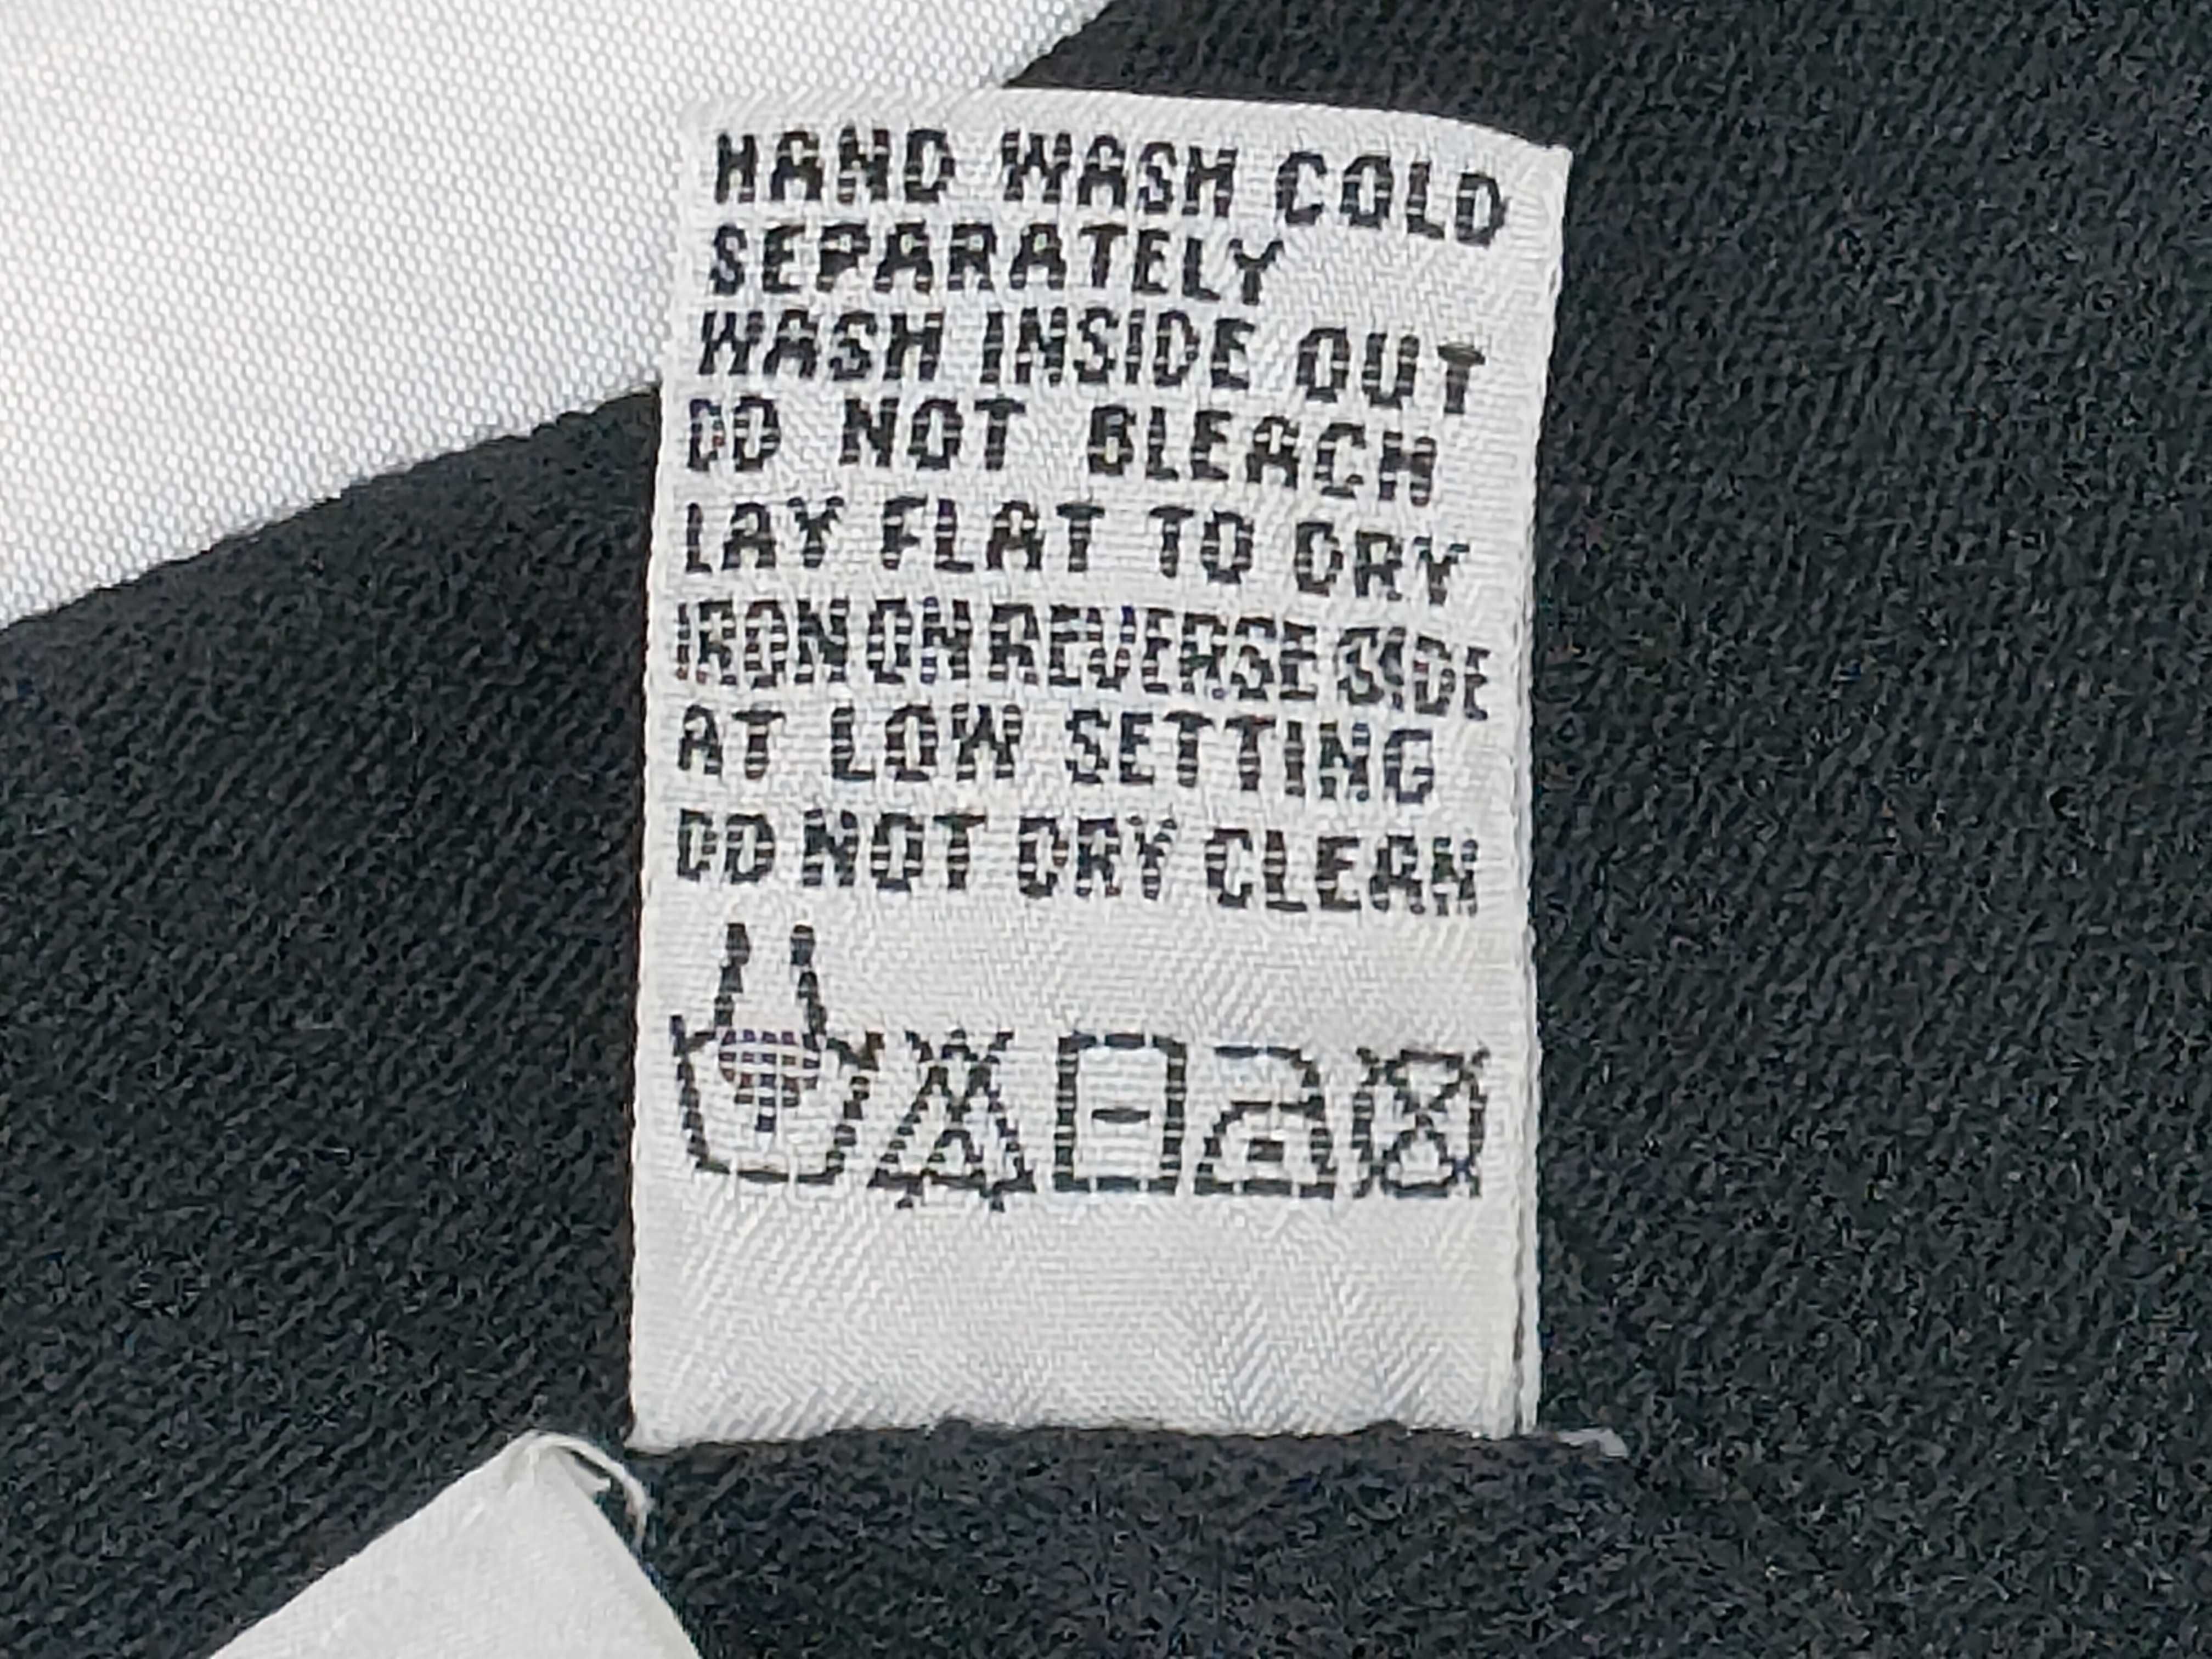 HAND WASH COLD
SEPARATELY
WASH INSIDE OUT
DO NOT BLEACH
LAY FLAT TO DRY
IRON ON REVERSE SIDE
AT LOW SETTING
DO NOT DRY CLEAN